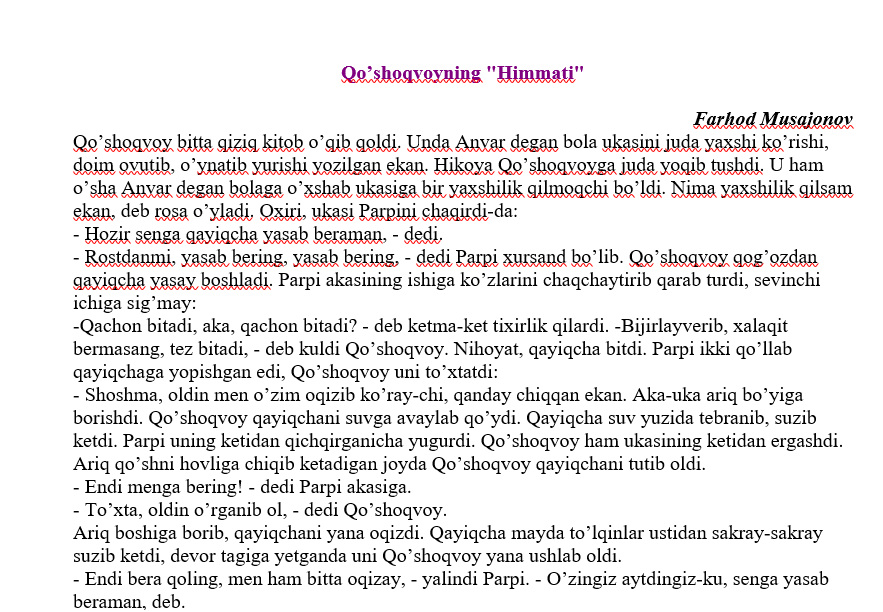 Qo’shoqvoyning "Himmati"
Farhod Musajonov
Qo’shoqvoy bitta qiziq kitob o’qib qoldi. Unda Anvar degan bola ukasini juda yaxshi ko’rishi,
doim ovutib, o’ynatib yurishi yozilgan ekan. Hikoya Qo’shoqvoyga juda yoqib tushdi. U ham
o’sha Anvar degan bolaga o’xshab ukasiga bir yaxshilik qilmoqchi bo’ldi. Nima yaxshilik qilsam
ekan, deb rosa o’yladi. Oxiri, ukasi Parpini chaqirdi-da:
- Hozir senga qayiqcha yasab beraman, - dedi.
- Rostdanmi, yasab bering, yasab bering, - dedi Parpi xursand bo’lib. Qo’shoqvoy qog’ozdan
qayiqcha yasay boshladi. Parpi akasining ishiga ko’zlarini chaqchaytirib qarab turdi, sevinchi
ichiga sig’may:
-Qachon bitadi, aka, qachon bitadi? - deb ketma-ket tixirlik qilardi. -Bijirlayverib, xalaqit
bermasang, tez bitadi, - deb kuldi Qo’shoqvoy. Nihoyat, qayiqcha bitdi. Parpi ikki qo’llab
qayiqchaga yopishgan edi, Qo’shoqvoy uni to’xtatdi:
- Shoshma, oldin men o’zim oqizib ko’ray-chi, qanday chiqqan ekan. Aka-uka ariq bo’yiga
borishdi. Qo’shoqvoy qayiqchani suvga avaylab qo’ydi. Qayiqcha suv yuzida tebranib, suzib
ketdi. Parpi uning ketidan qichqirganicha yugurdi. Qo’shoqvoy ham ukasining ketidan ergashdi.
Ariq qo’shni hovliga chiqib ketadigan joyda Qo’shoqvoy qayiqchani tutib oldi.
- Endi menga bering! - dedi Parpi akasiga.
- To’xta, oldin o’rganib ol, - dedi Qo’shoqvoy.
Ariq boshiga borib, qayiqchani yana oqizdi. Qayiqcha mayda to’lqinlar ustidan sakray-sakray
suzib ketdi, devor tagiga yetganda uni Qo’shoqvoy yana ushlab oldi.
- Endi bera qoling, men ham bitta oqizay, - yalindi Parpi. - O’zingiz aytdingiz-ku, senga yasab
beraman, deb.